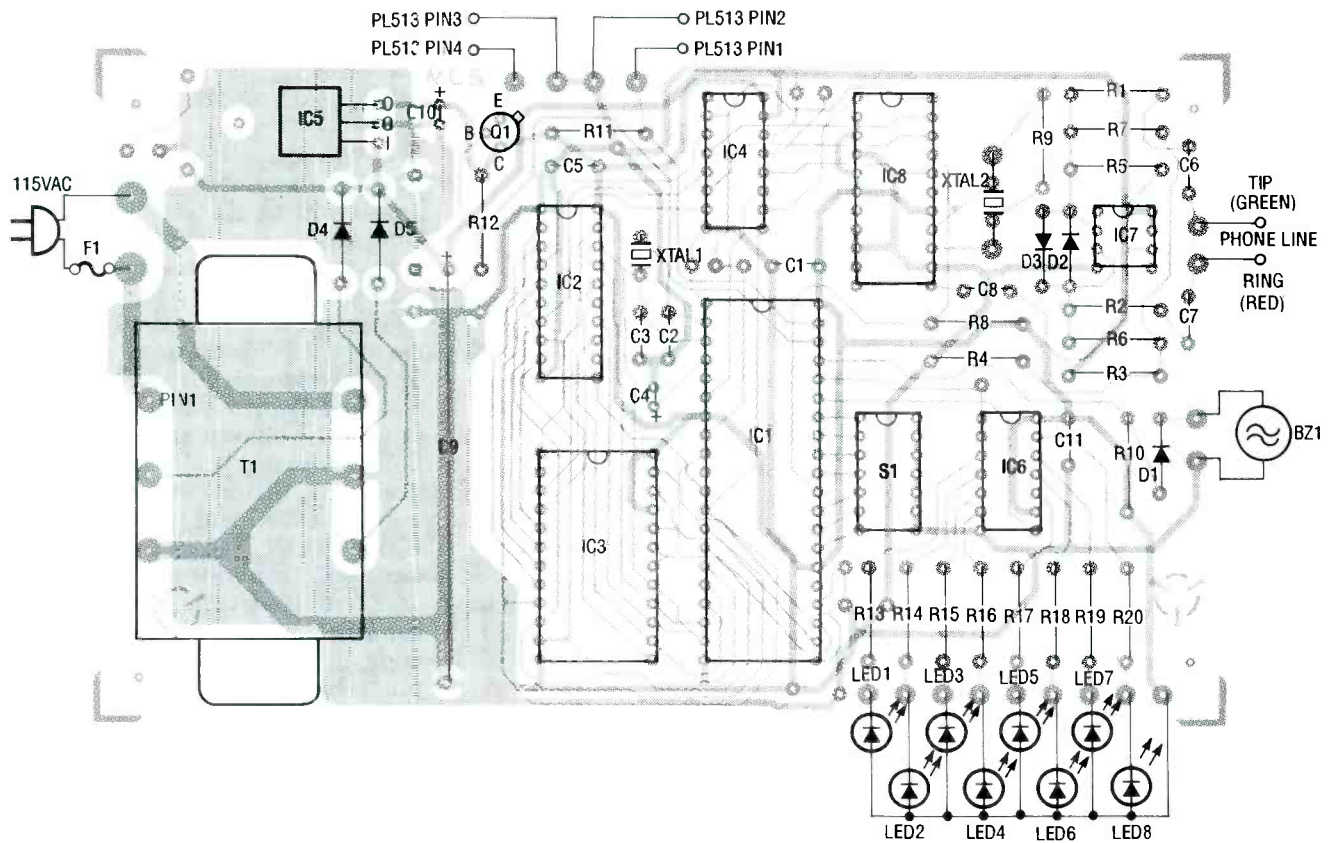 PL513 PIN3
PL513 PIN2
PL513 PIN4
PL513 PIN1
IC5
O
I
C101
+
E
B
Q1
C
R11
C5
R12
IC4
IC8
XTAL2
R9
R1
R7
R5
C6
115VAC
F1
D4
D5
+
IC2
XTAL1
C1
D3
D2
IC7
TIP
(GREEN)
PHONE LINE
RING
(RED)
C8
R2
C7
R8
R6
C3
C2
R4
R3
PIN1
C4
+
T1
C9
IC1
S1
IC6
C11
R10
D1
BZ1
IC3
R13
R14
R15
R16
R17
R18
R19
R20
LED1
LED3
LED5
LED7
LED2
LED4
LED6
LED8